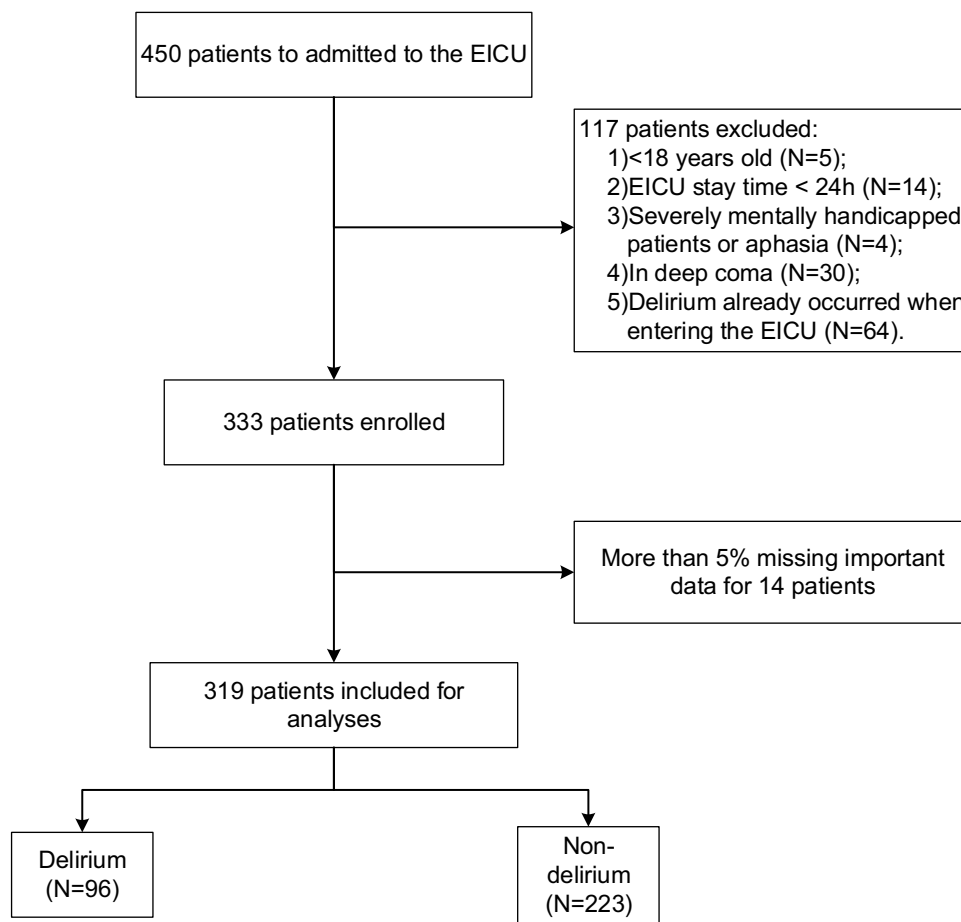 450 patients to admitted to the EICU
117 patients excluded:
1)<18 years old (N=5);
2)EICU stay time < 24h (N=14);
3)Severely mentally handicapped
patients or aphasia (N=4);
4)In deep coma (N=30);
5)Delirium already occurred when
entering the EICU (N=64).
333 patients enrolled
More than 5% missing important
data for 14 patients
319 patients included for
analyses
Delirium
(N=96)
Non-
delirium
(N=223)